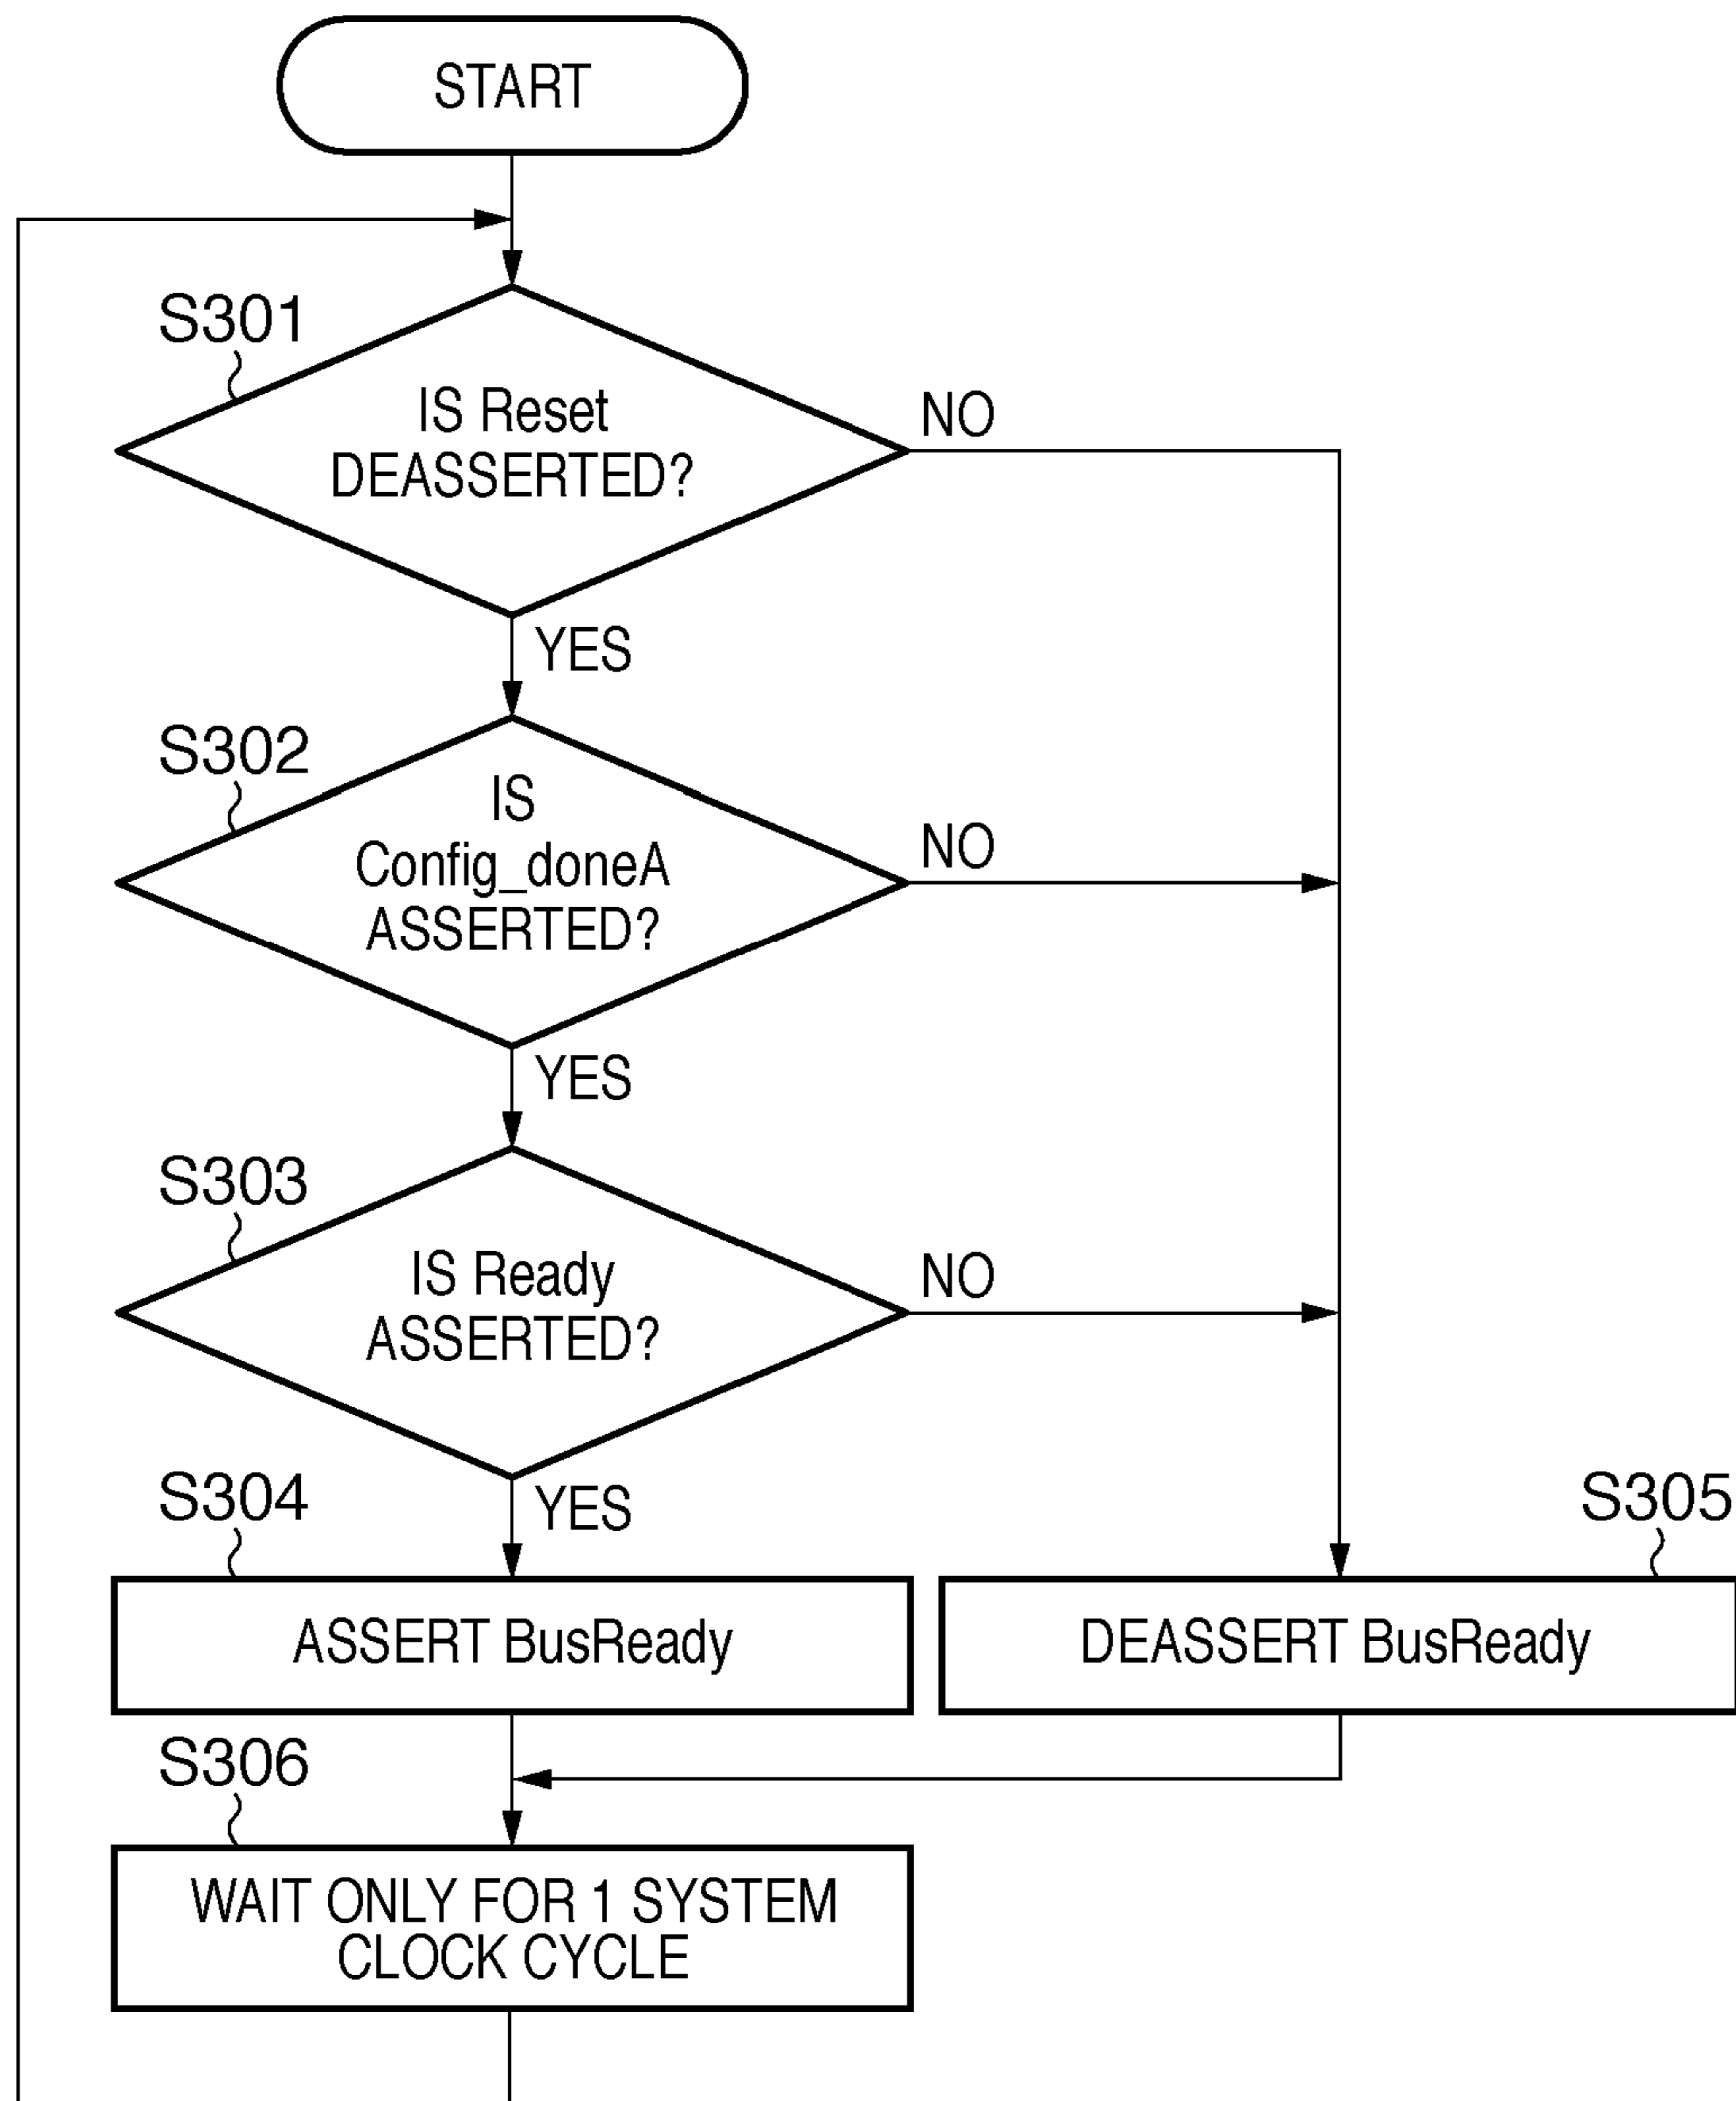 START
S301
IS Reset
DEASSERTED?
NO
YES
S302
IS
Config_doneA
ASSERTED?
NO
YES
S303
IS Ready
ASSERTED?
NO
YES
S304
S305
ASSERT BusReady
DEASSERT BusReady
S306
WAIT ONLY FOR 1 SYSTEM
CLOCK CYCLE